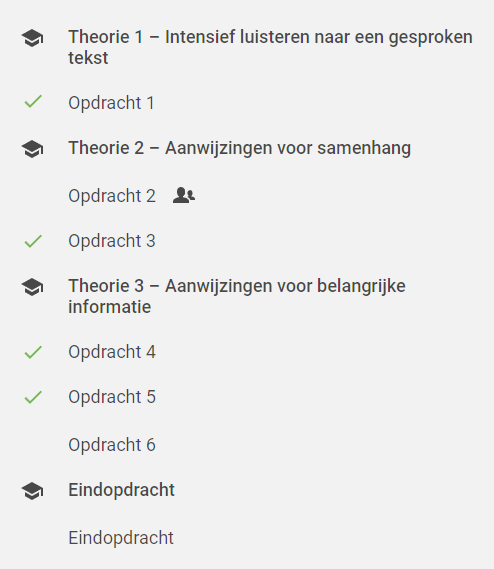 Theorie 1 – Intensief luisteren naar een gesproken
tekst
Opdracht 1
Theorie 2 – Aanwijzingen voor samenhang
Opdracht 2
Opdracht 3
Theorie 3 – Aanwijzingen voor belangrijke
informatie
Opdracht 4
Opdracht 5
Opdracht 6
Eindopdracht
Eindopdracht